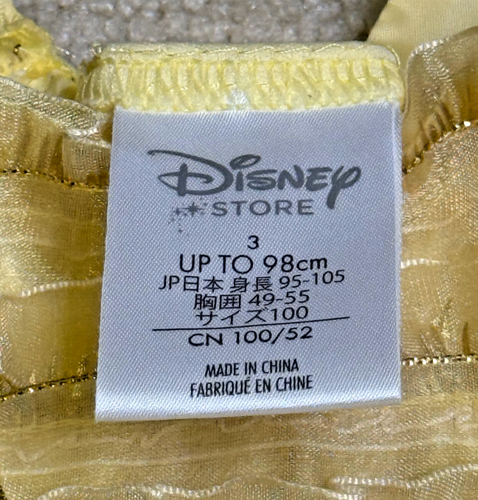 Disney
STORE
3
UP TO 98cm
JP日本 身長 95-105
胸囲 49-55
サイズ100
CN 100/52
MADE IN CHINA
FABRIQUÉ EN CHINE